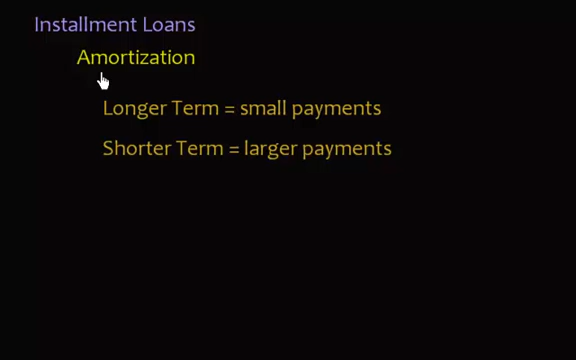 Installment Loans
Amortization
Longer Term = small payments
Shorter Term = larger payments